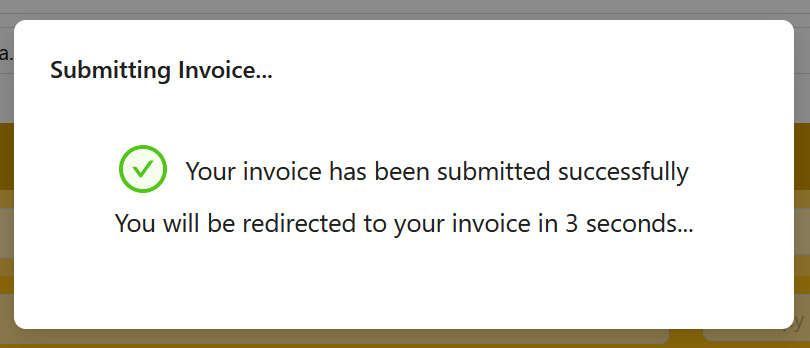 Submitting Invoice...
a.
Your invoice has been submitted successfully
You will be redirected to your invoice in 3 seconds...